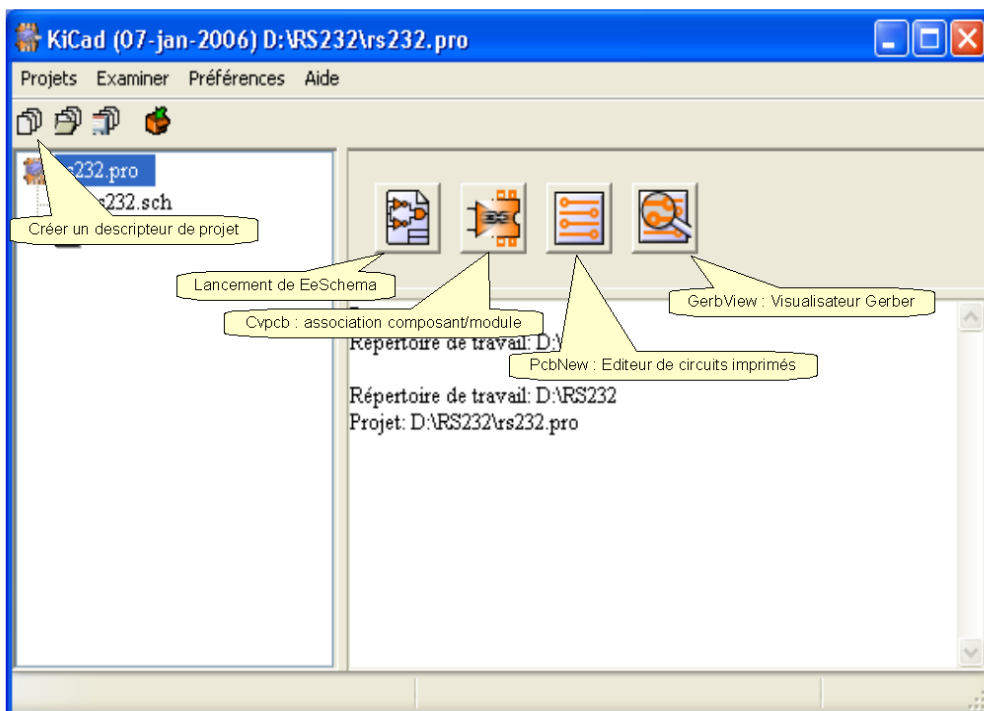 KiCad (07-jan-2006) D:\RS232\rs232.pro
Projets Examiner Préférences Aide
s232.pro
s232.sch
Créer un descripteur de projet
Lancement de EeSchema
GerbView : Visualisateur Gerber
Cvpcb : association composant/module
Répertoire de travail: D:\
PcbNew : Editeur de circuits imprimés
Répertoire de travail: D:\RS232
Projet: D:\RS232\rs232.pro